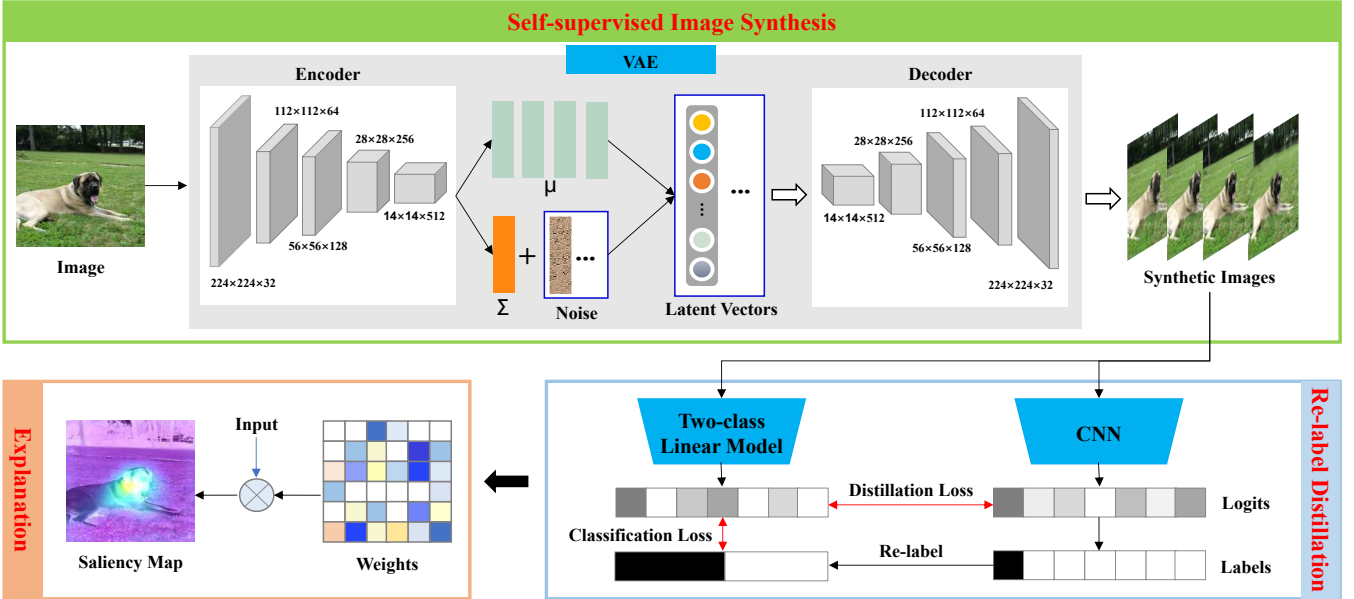 Self-supervised Image Synthesis
VAE
Encoder
Decoder
112×112×64
28×28×256
14×14×512
56×56×128
224×224×32
Image
μ
Σ
+
...
Noise
...
⋮
Latent Vectors
112×112×64
28×28×256
14×14×512
56×56×128
224×224×32
Synthetic Images
Explanation
Input
Saliency Map
Weights
Re-label Distillation
Two-class
Linear Model
CNN
Distillation Loss
Logits
Classification Loss
Re-label
Labels